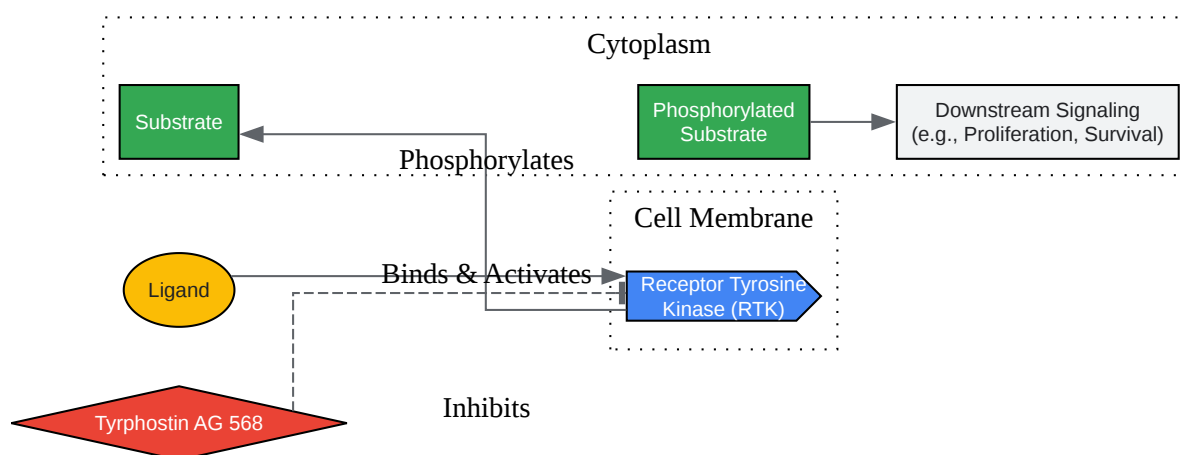 Cytoplasm
Substrate
Phosphorylated
Substrate
Downstream Signaling
(e.g., Proliferation, Survival)
Phosphorylates
Cell Membrane
Ligand
Binds & Activates
Receptor Tyrosine
Kinase (RTK)
Tyrphostin AG 568
Inhibits